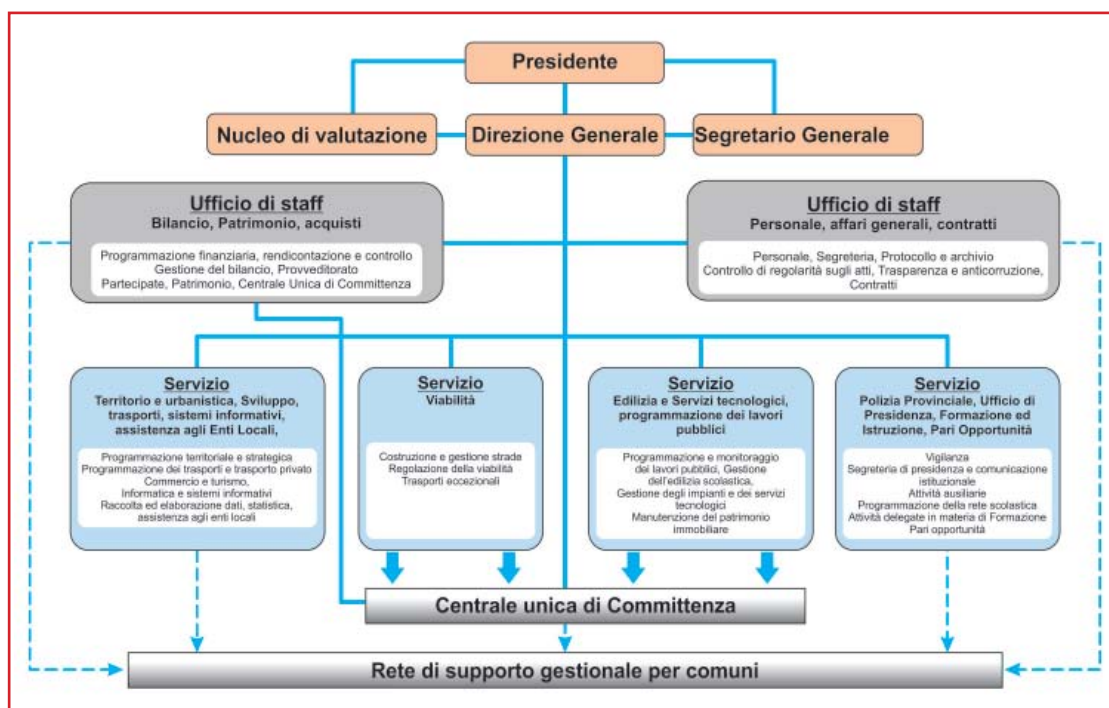 Presidente
Nucleo di valutazione
Direzione Generale
Segretario Generale
Ufficio di staff
Bilancio, Patrimonio, acquisti
Programmazione finanziaria, rendicontazione e controllo
Gestione del bilancio, Provveditorato
Partecipate, Patrimonio, Centrale Unica di Committenza
Ufficio di staff
Personale, affari generali, contratti
Personale, Segreteria, Protocollo e archivio
Controllo di regolarità sugli atti, Trasparenza e anticorruzione,
Contratti
Servizio
Territorio e urbanistica, Sviluppo,
trasporti, sistemi informativi,
assistenza agli Enti Locali,
Programmazione territoriale e strategica
Programmazione dei trasporti e trasporto privato
Commercio e turismo,
Informatica e sistemi informativi
Raccolta ed elaborazione dati, statistica,
assistenza agli enti locali
Servizio
Viabilità
Costruzione e gestione strade
Regolazione della viabilità
Trasporti eccezionali
Servizio
Edilizia e Servizi tecnologici,
programmazione dei lavori
pubblici
Programmazione e monitoraggio
dei lavori pubblici, Gestione
dell'edilizia scolastica,
Gestione degli impianti e dei servizi
tecnologici
Manutenzione del patrimonio
immobiliare
Servizio
Polizia Provinciale, Ufficio di
Presidenza, Formazione ed
Istruzione, Pari Opportunità
Vigilanza
Segreteria di presidenza e comunicazione
istituzionale
Attività ausiliarie
Programmazione della rete scolastica
Attività delegate in materia di Formazione
Pari opportunità
Centrale unica di Committenza
Rete di supporto gestionale per comuni